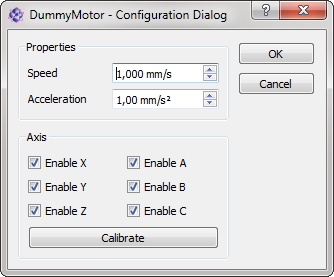 DummyMotor - Configuration Dialog
Properties
Speed 1,000 mm/s
Acceleration 1,00 mm/s²
OK
Cancel
Axis
Enable X Enable A
Enable Y Enable B
Enable Z Enable C
Calibrate